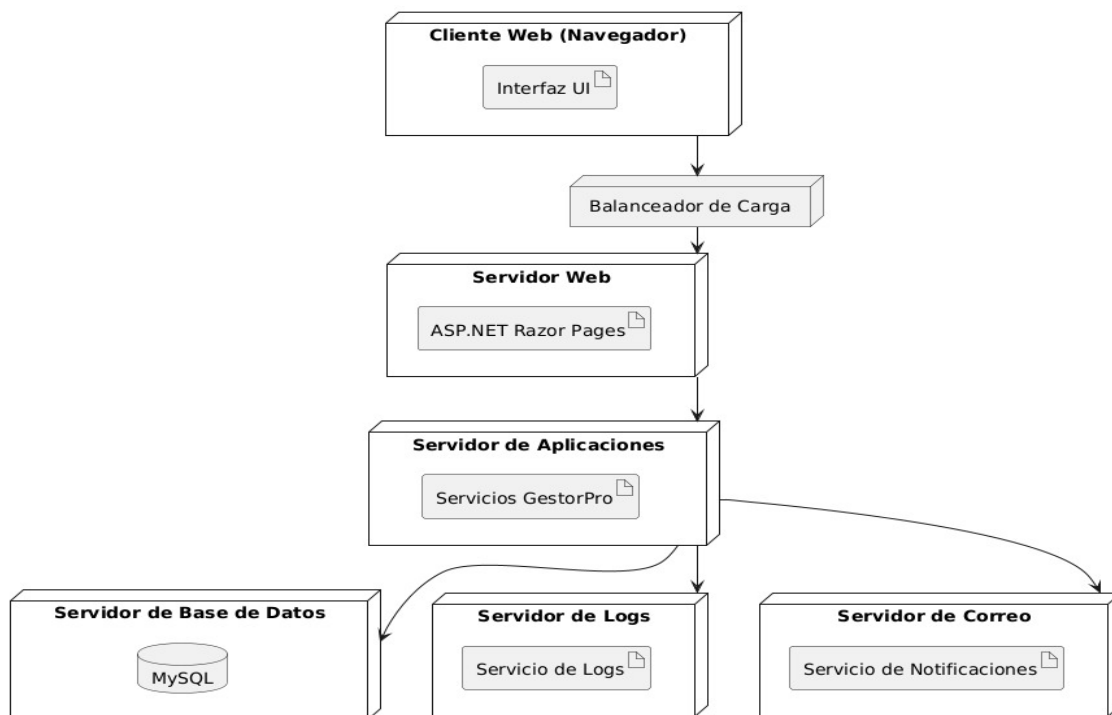 Cliente Web (Navegador)
Interfaz UI
Balanceador de Carga
Servidor Web
ASP.NET Razor Pages
Servidor de Aplicaciones
Servicios GestorPro
Servidor de Base de Datos
MySQL
Servidor de Logs
Servicio de Logs
Servidor de Correo
Servicio de Notificaciones